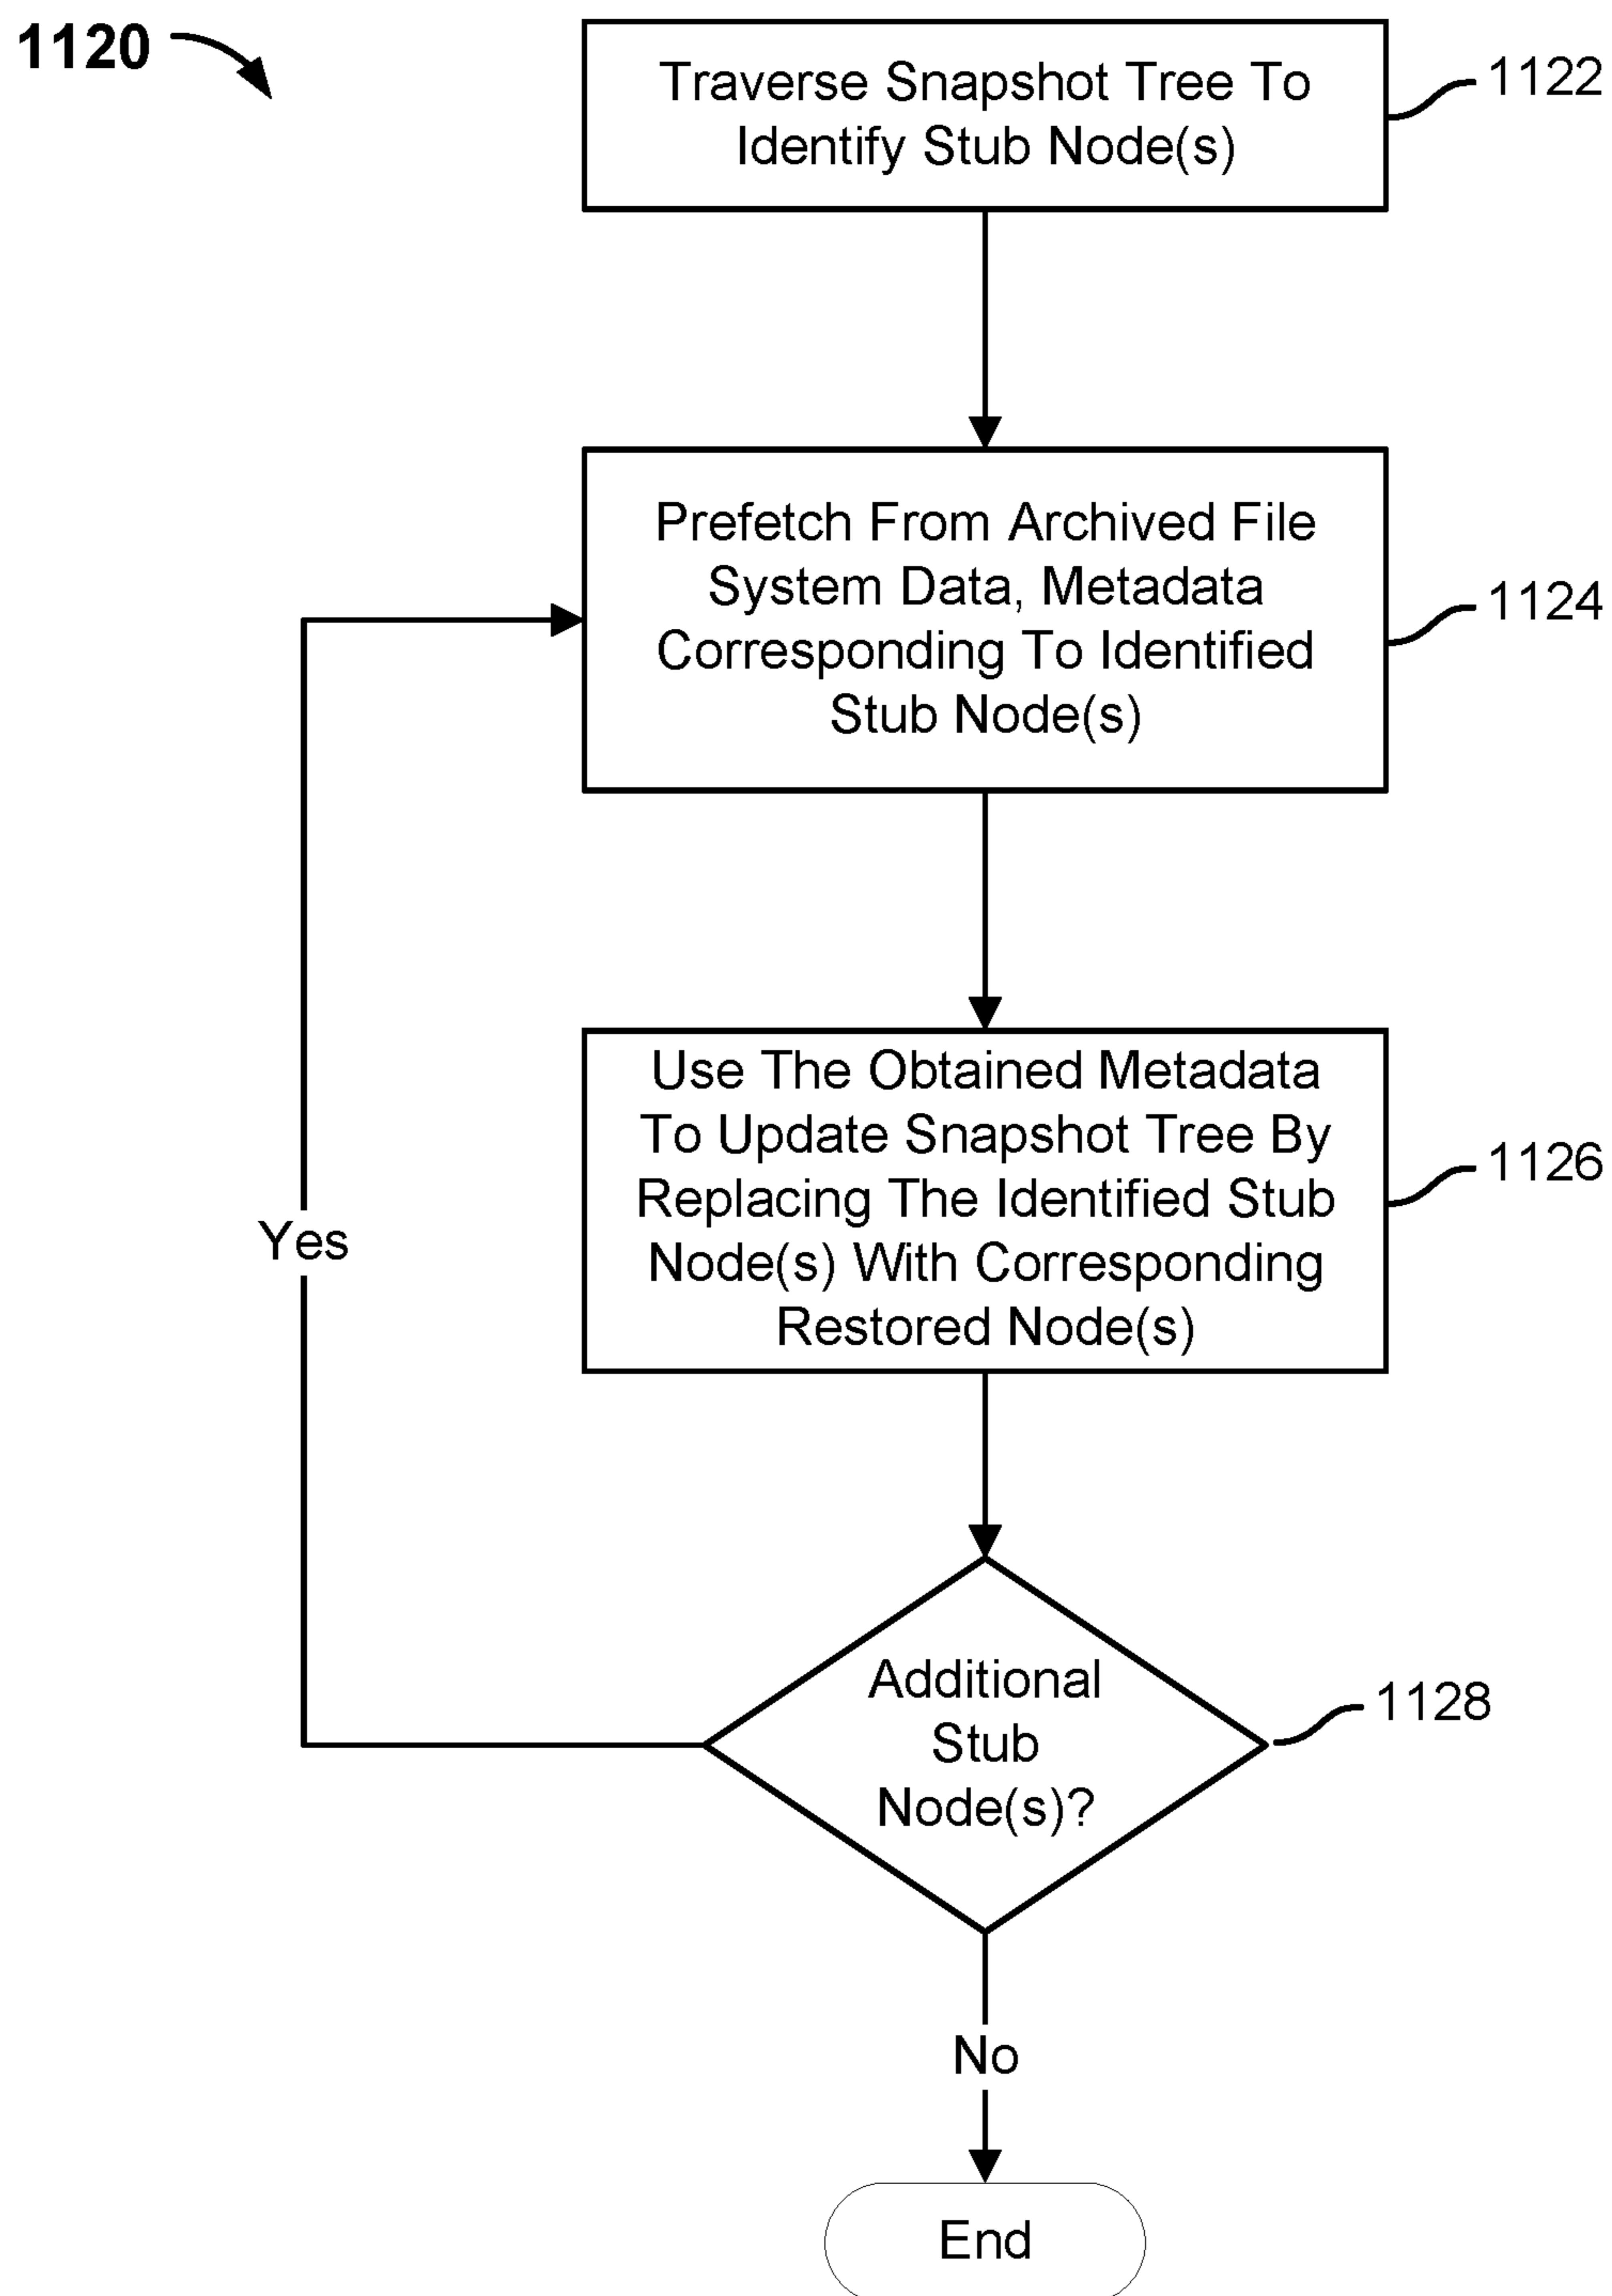 1120
Traverse Snapshot Tree To
Identify Stub Node(s)
1122
Prefetch From Archived File
System Data, Metadata
Corresponding To Identified
Stub Node(s)
1124
Use The Obtained Metadata
To Update Snapshot Tree By
Replacing The Identified Stub
Node(s) With Corresponding
Restored Node(s)
1126
Yes
Additional
Stub
Node(s)?
1128
No
End